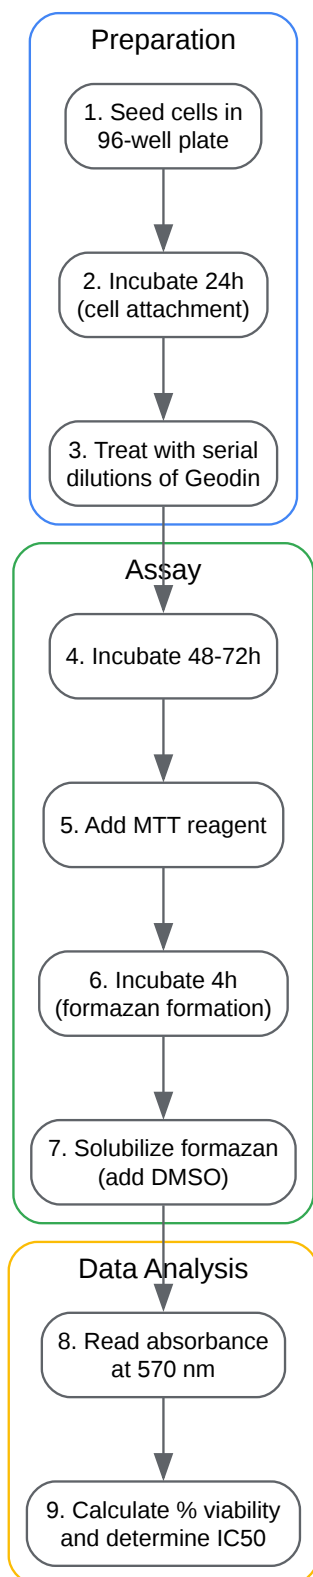 Preparation
1. Seed cells in
96-well plate
2. Incubate 24h
(cell attachment)
3. Treat with serial
dilutions of Geodin
Assay
4. Incubate 48-72h
5. Add MTT reagent
6. Incubate 4h
(formazan formation)
7. Solubilize formazan
(add DMSO)
Data Analysis
8. Read absorbance
at 570 nm
9. Calculate % viability
and determine IC50